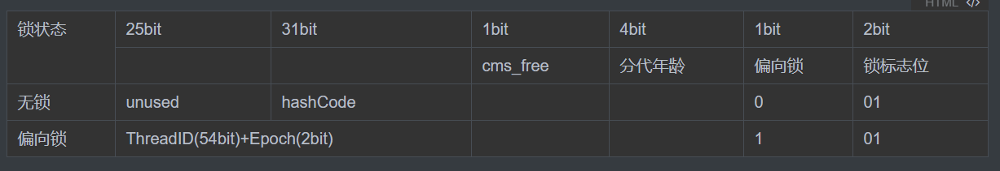 HTML </>
锁状态 25bit 31bit 1bit 4bit 1bit 2bit
cms_free 分代年龄 偏向锁 锁标志位
无锁 unused hashCode 0 01
偏向锁 ThreadID(54bit)+Epoch(2bit) 1 01